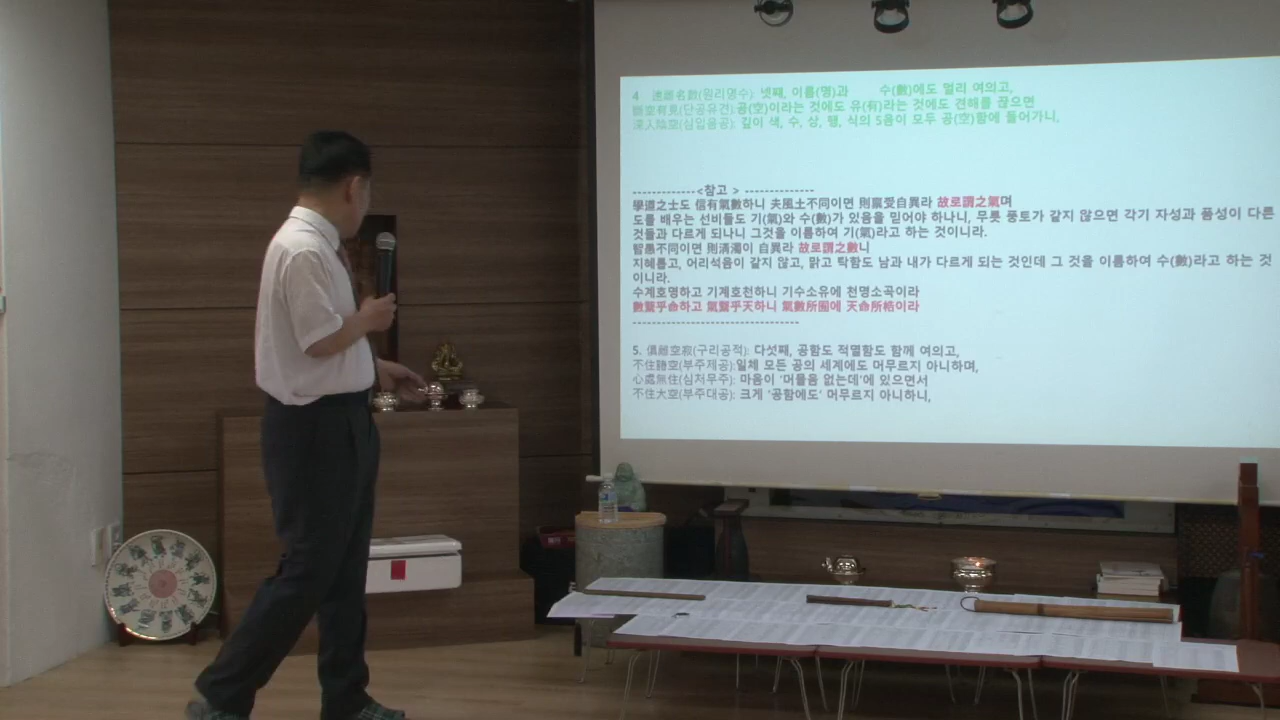 4 遠離名數(원리명수): 넷째, 이름(명)과 수(數)에도 멀리 여의고,
斷空有見(단공유견):공(空)이라는 것에도 유(有)라는 것에도 견해를 끊으면
深入陰空(심입음공): 깊이 색, 수, 상, 행, 식의 5음이 모두 공(空)함에 들어가니,
-------------<참고 > --------------
學道之士도 信有氣數하니 夫風土不同이면 則稟受自異라 故로謂之氣며
도를 배우는 선비들도 기(氣)와 수(數)가 있음을 믿어야 하나니, 무릇 풍토가 같지 않으면 각기 자성과 품성이 다른
것들과 다르게 되나니 그것을 이름하여 기(氣)라고 하는 것이니라.
智愚不同이면 則淸濁이 自異라 故로謂之數니
지혜롭고, 어리석음이 같지 않고, 맑고 탁함도 남과 내가 다르게 되는 것인데 그 것을 이름하여 수(數)라고 하는 것
이니라.
수계호명하고 기계호천하니 기수소유에 천명소곡이라
數繫乎命하고 氣繫乎天하니 氣數所囿에 天命所梏이라
--------------------------------
5. 俱離空寂(구리공적): 다섯째, 공함도 적멸함도 함께 여의고,
不住諸空(부주제공):일체 모든 공의 세계에도 머무르지 아니하며,
心處無住(심처무주): 마음이 '머물음 없는데'에 있으면서
不住大空(부주대공): 크게 '공함에도' 머무르지 아니하니,